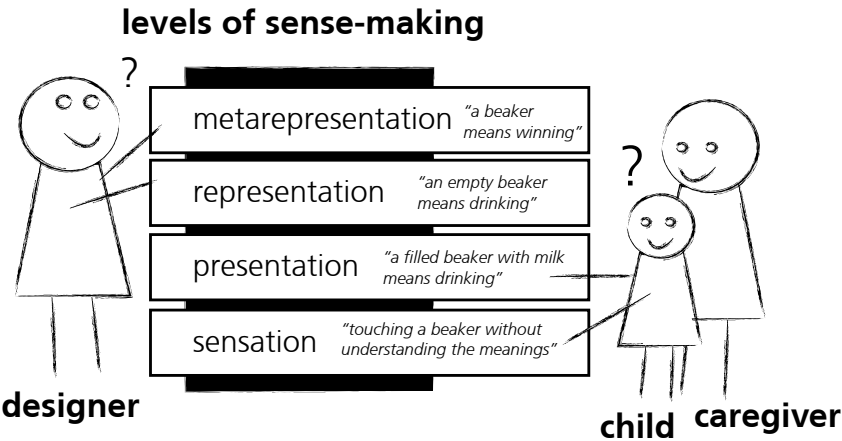 levels of sense-making
?
metarepresentation
“a beaker
means winning”
?
representation
“an empty beaker
means drinking”
presentation
“a filled beaker with milk
means drinking”
sensation
“touching a beaker without
understanding the meanings”
designer
child
caregiver